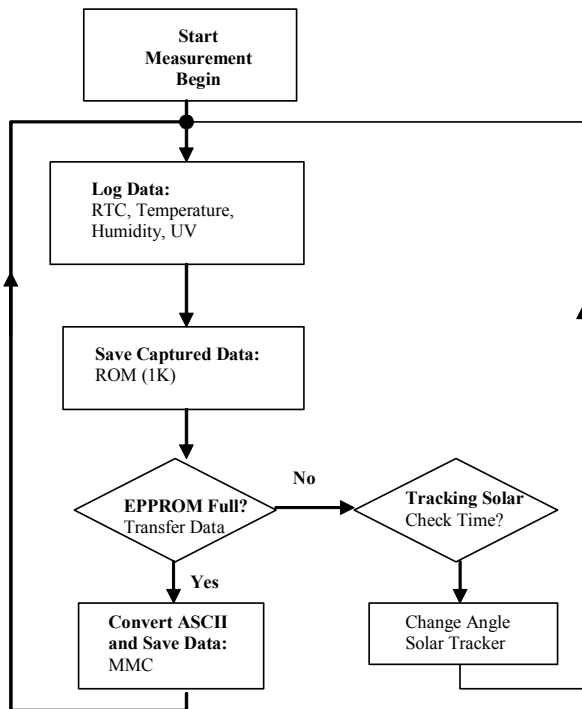 Start
Measurement
Begin
Log Data:
RTC, Temperature,
Humidity, UV
Save Captured Data:
ROM (1K)
EPPROM Full?
Transfer Data
No
Tracking Solar
Check Time?
Yes
Convert ASCII
and Save Data:
MMC
Change Angle
Solar Tracker